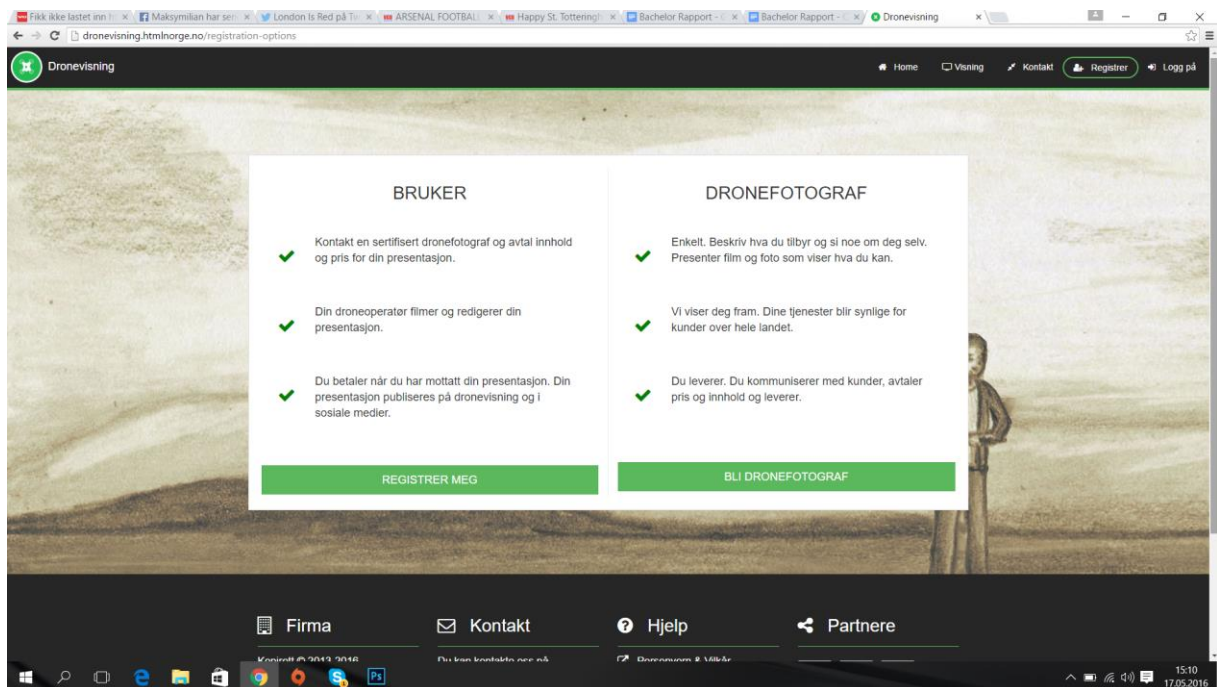 Fikk ikke lastet inn
Maksymilian har sen
London Is Red på
ARSENAL FOOTBALL
Happy St. Totteringh
Bachelor Rapport -
Bachelor Rapport -
Dronevisning
dronevisning.htmlnorge.no/registration-options
Dronevisning
Home
Visning
Kontakt
Registrer
Logg på
BRUKER
Kontakt en sertifisert dronefotograf og avtal innhold
og pris for din presentasjon.
Din droneoperatør filmer og redigerer din
presentasjon.
Du betaler når du har mottatt din presentasjon. Din
presentasjon publiseres på dronevisning og i
sosiale medier.
REGISTRER MEG
DRONEFOTOGRAF
Enkelt. Beskriv hva du tilbyr og si noe om deg selv.
Presenter film og foto som viser hva du kan.
Vi viser deg fram. Dine tjenester blir synlige for
kunder over hele landet.
Du leverer. Du kommuniserer med kunder, avtaler
pris og innhold og leverer.
BLI DRONEFOTOGRAF
Firma
Kontakt
Hjelp
Partnere
Kopirett © 2013-2016
Du kan kontakte oss på
Personvern & Vilkår
Ps
15:10
17.05.2016